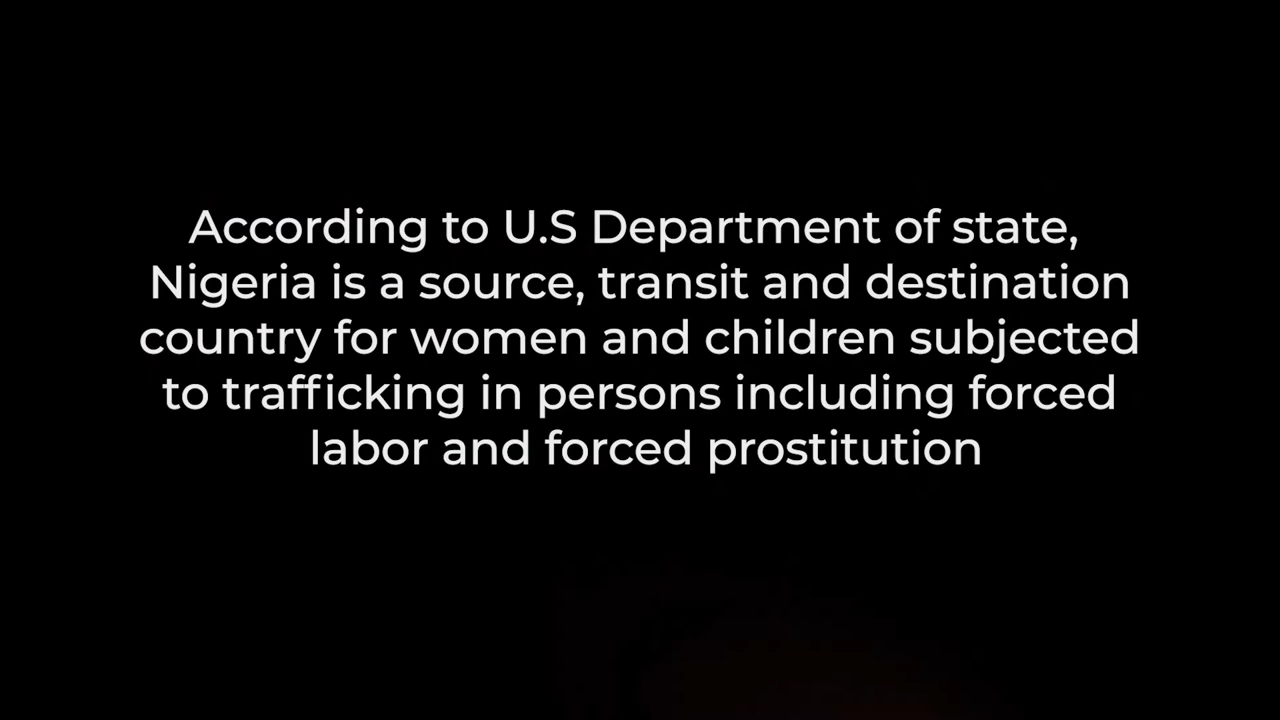 According to U.S Department of state,
Nigeria is a source, transit and destination
country for women and children subjected
to trafficking in persons including forced
labor and forced prostitution